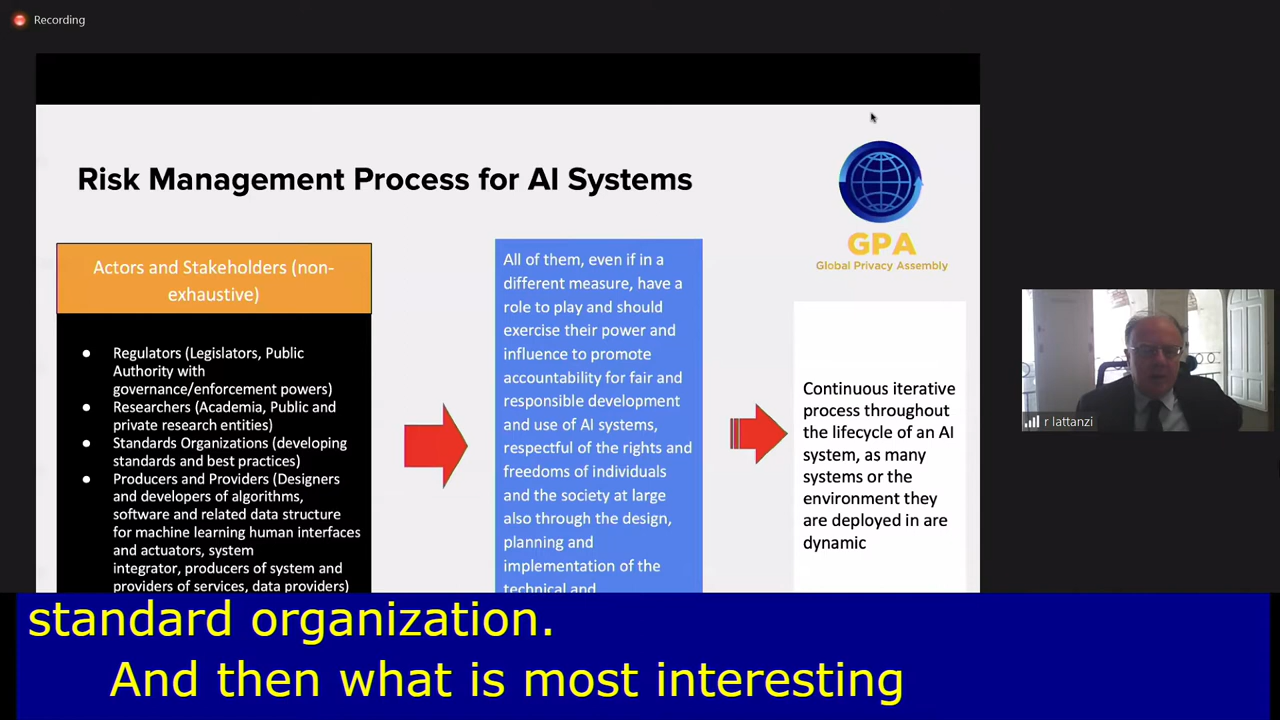 Recording
Risk Management Process for AI Systems
GPA
Global Privacy Assembly
Actors and Stakeholders (non-
exhaustive)
● Regulators (Legislators, Public
Authority with
governance/enforcement powers)
● Researchers (Academia, Public and
private research entities)
● Standards Organizations (developing
standards and best practices)
● Producers and Providers (Designers
and developers of algorithms,
software and related data structure
for machine learning human interfaces
and actuators, system
integrator, producers of system and
providers of services, data providers)
All of them, even if in a
different measure, have a
role to play and should
exercise their power and
influence to promote
accountability for fair and
responsible development
and use of AI systems,
respectful of the rights and
freedoms of individuals
and the society at large
also through the design,
planning and
implementation of the
technical and
Continuous iterative
process throughout
the lifecycle of an AI
system, as many
systems or the
environment they
are deployed in are
dynamic
r lattanzi
standard organization.
And then what is most interesting